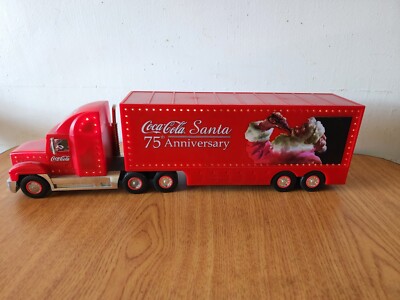 Coca-Cola Santa
75th Anniversary
Coca-Cola